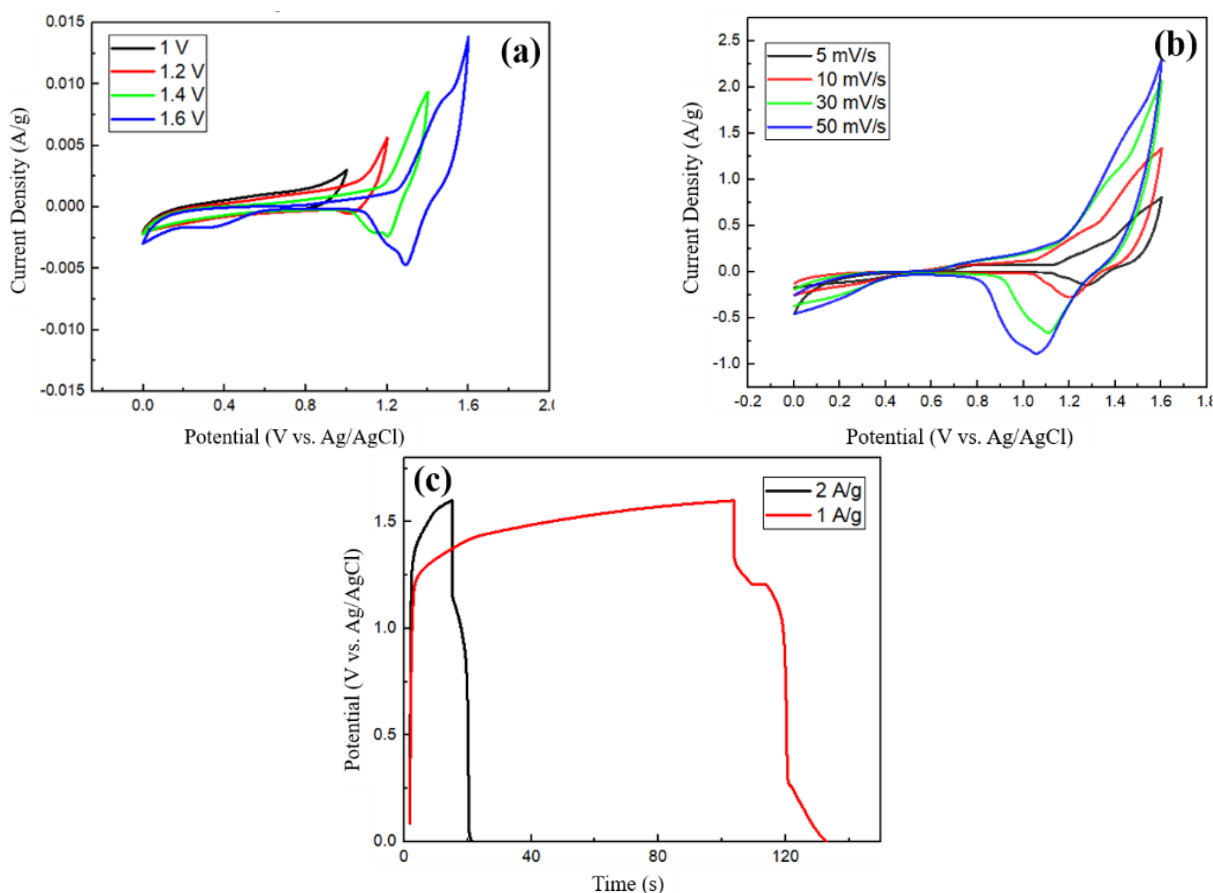 (a)
1 V
1.2 V
1.4 V
1.6 V
0.015
0.010
0.005
0.000
-0.005
-0.010
-0.015
Current Density (A/g)
0.0 0.4 0.8 1.2 1.6 2.0
Potential (V vs. Ag/AgCl)
(b)
5 mV/s
10 mV/s
30 mV/s
50 mV/s
2.5
2.0
1.5
1.0
0.5
0.0
-0.5
-1.0
Current Density (A/g)
-0.2 0.0 0.2 0.4 0.6 0.8 1.0 1.2 1.4 1.6 1.8
Potential (V vs. Ag/AgCl)
(c)
2 A/g
1 A/g
1.5
1.0
0.5
0.0
Potential (V vs. Ag/AgCl)
0 40 80 120
Time (s)